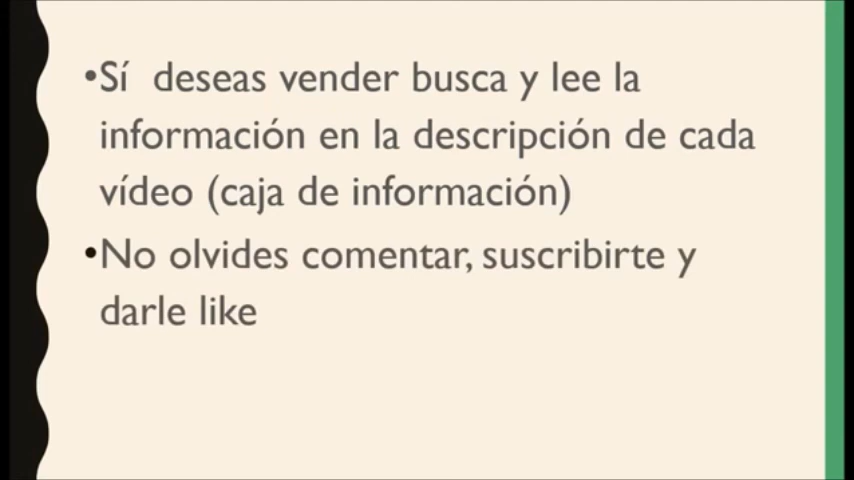 •Sí  deseas vender busca y lee la
información en la descripción de cada
vídeo (caja de información)
•No olvides comentar, suscribirte y
darle like